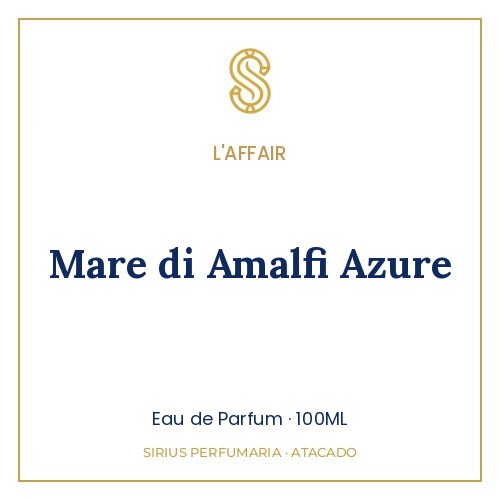 L'AFFAIR
Mare di Amalfi Azure
Eau de Parfum · 100ML
SIRIUS PERFUMARIA · ATACADO